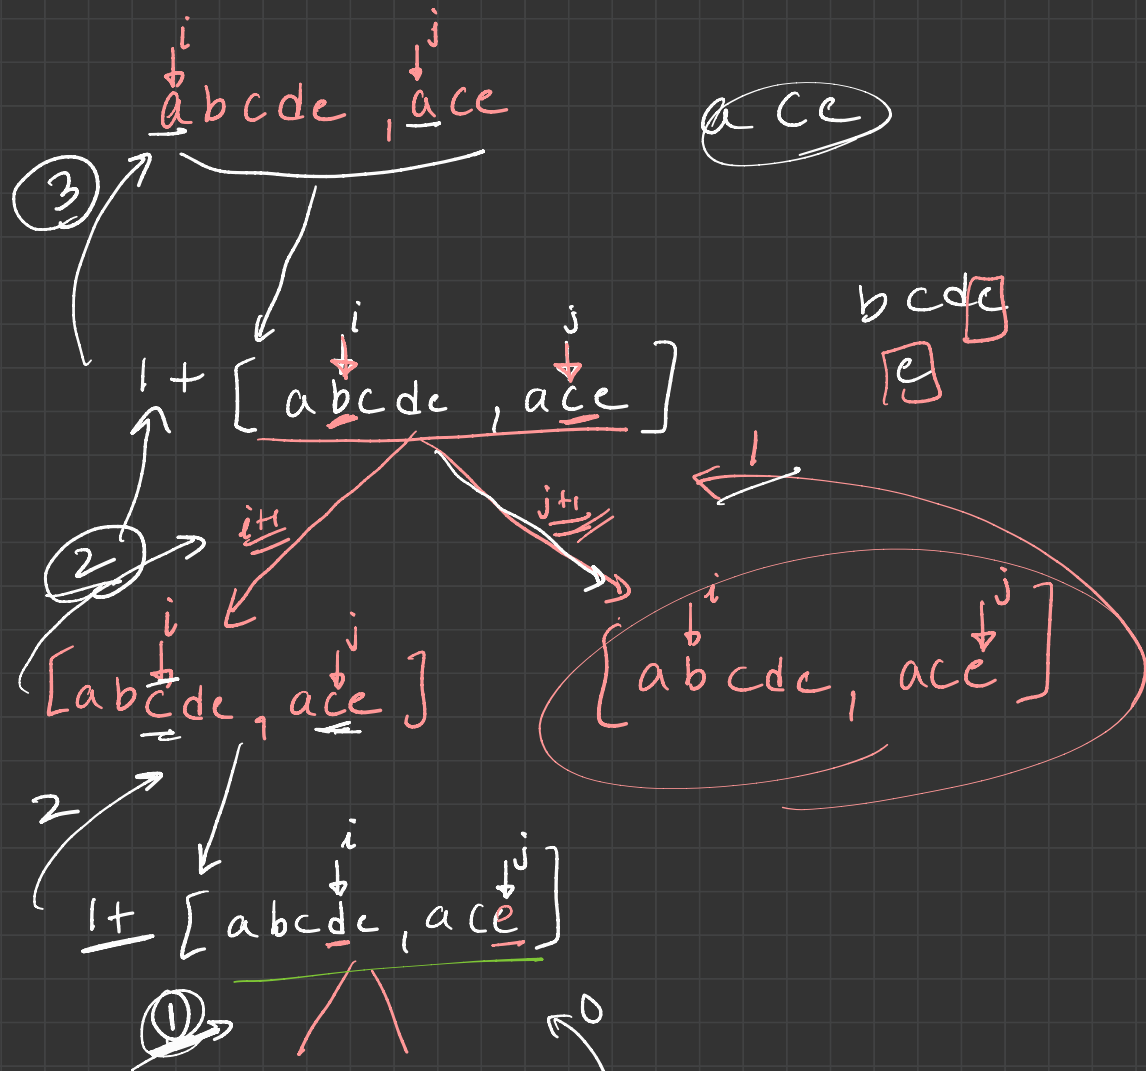 i j
abcde , ace
ace
3
bcde
e
i j
1 + [ abcde , ace ]
1
i+1 j+1
2
i j
[ abcde , ace ]
i j
[ abcde , ace ]
2
i j
1+ [ abcde , ace ]
1
0